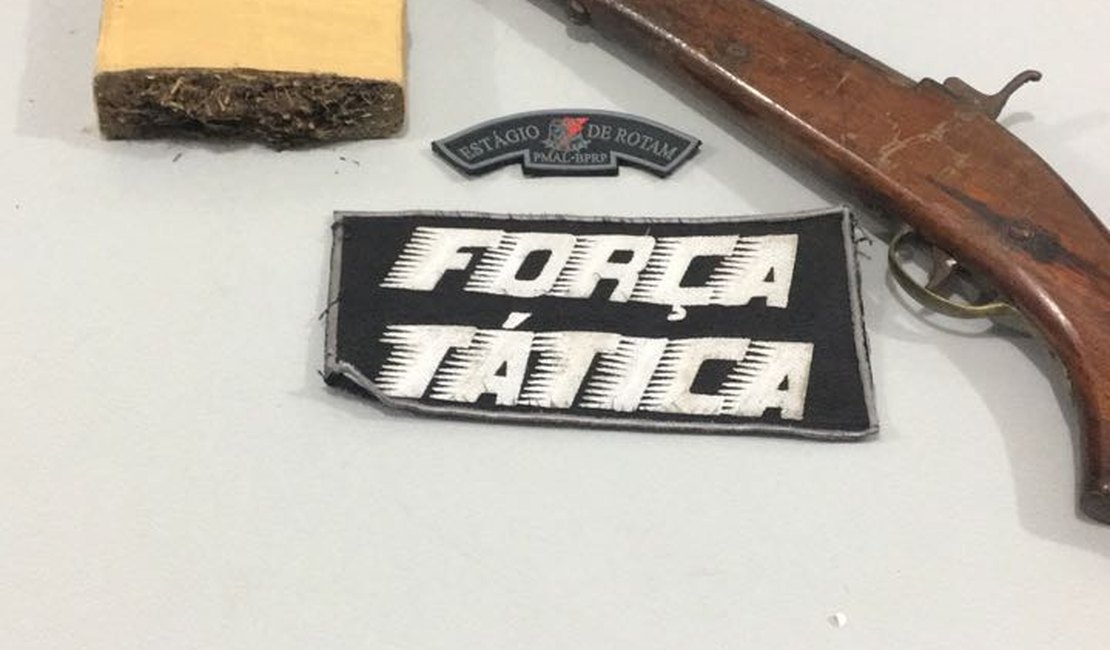 ESTÁGIO DE ROTAM
PMAL-BPRP
FORÇA
TÁTICA